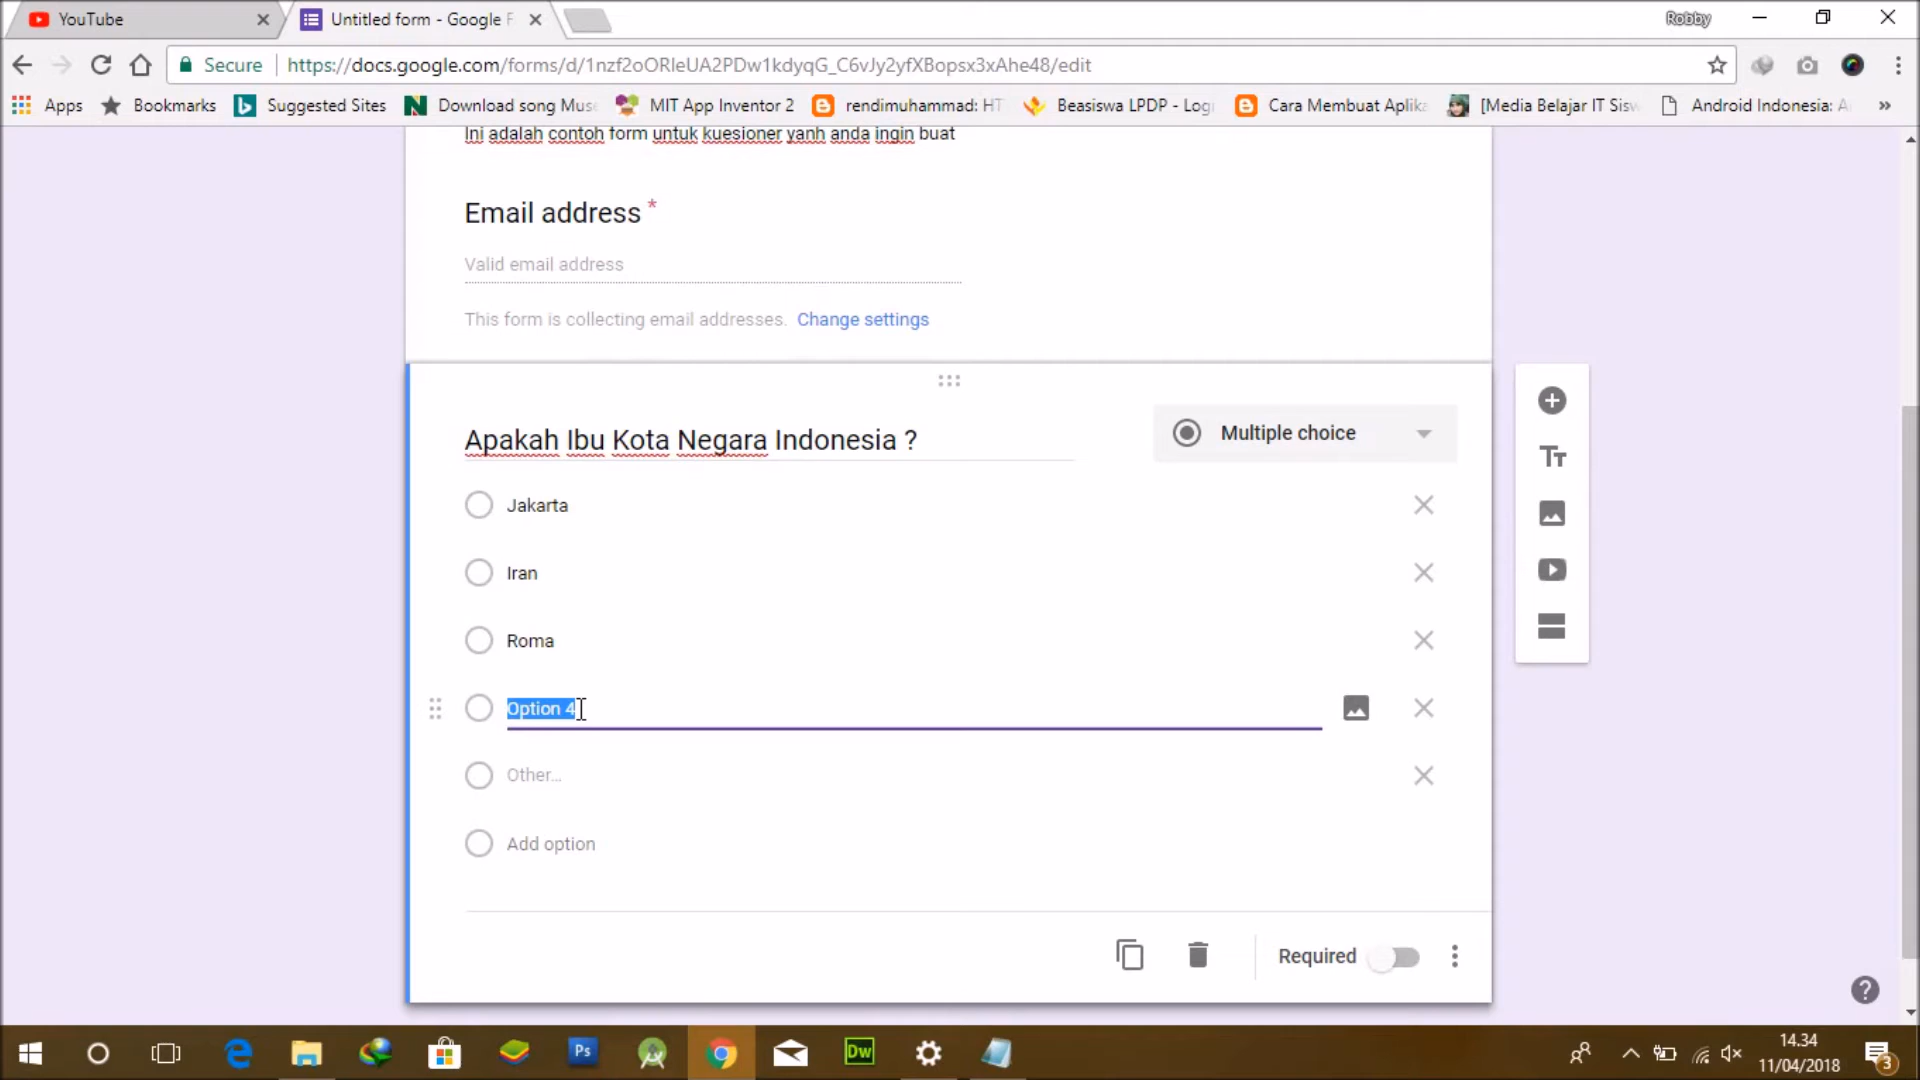 YouTube
Untitled form - Google F
Robby
Secure
https://docs.google.com/forms/d/1nzf2oORleUA2PDw1kdyqG_C6vJy2yfXBopsx3xAhe48/edit
Apps
Bookmarks
Suggested Sites
Download song Mus
MIT App Inventor 2
rendimuhammad: HT
Beasiswa LPDP - Logi
Cara Membuat Aplik
[Media Belajar IT Sis
Android Indonesia: A
»
Ini adalah contoh form untuk kuesioner yanh anda ingin buat
Email address *
Valid email address
This form is collecting email addresses. Change settings
Apakah Ibu Kota Negara Indonesia ?
Multiple choice
Jakarta
Iran
Roma
Option 4
Other...
Add option
Required
Ps
Dw
14.34
11/04/2018
3